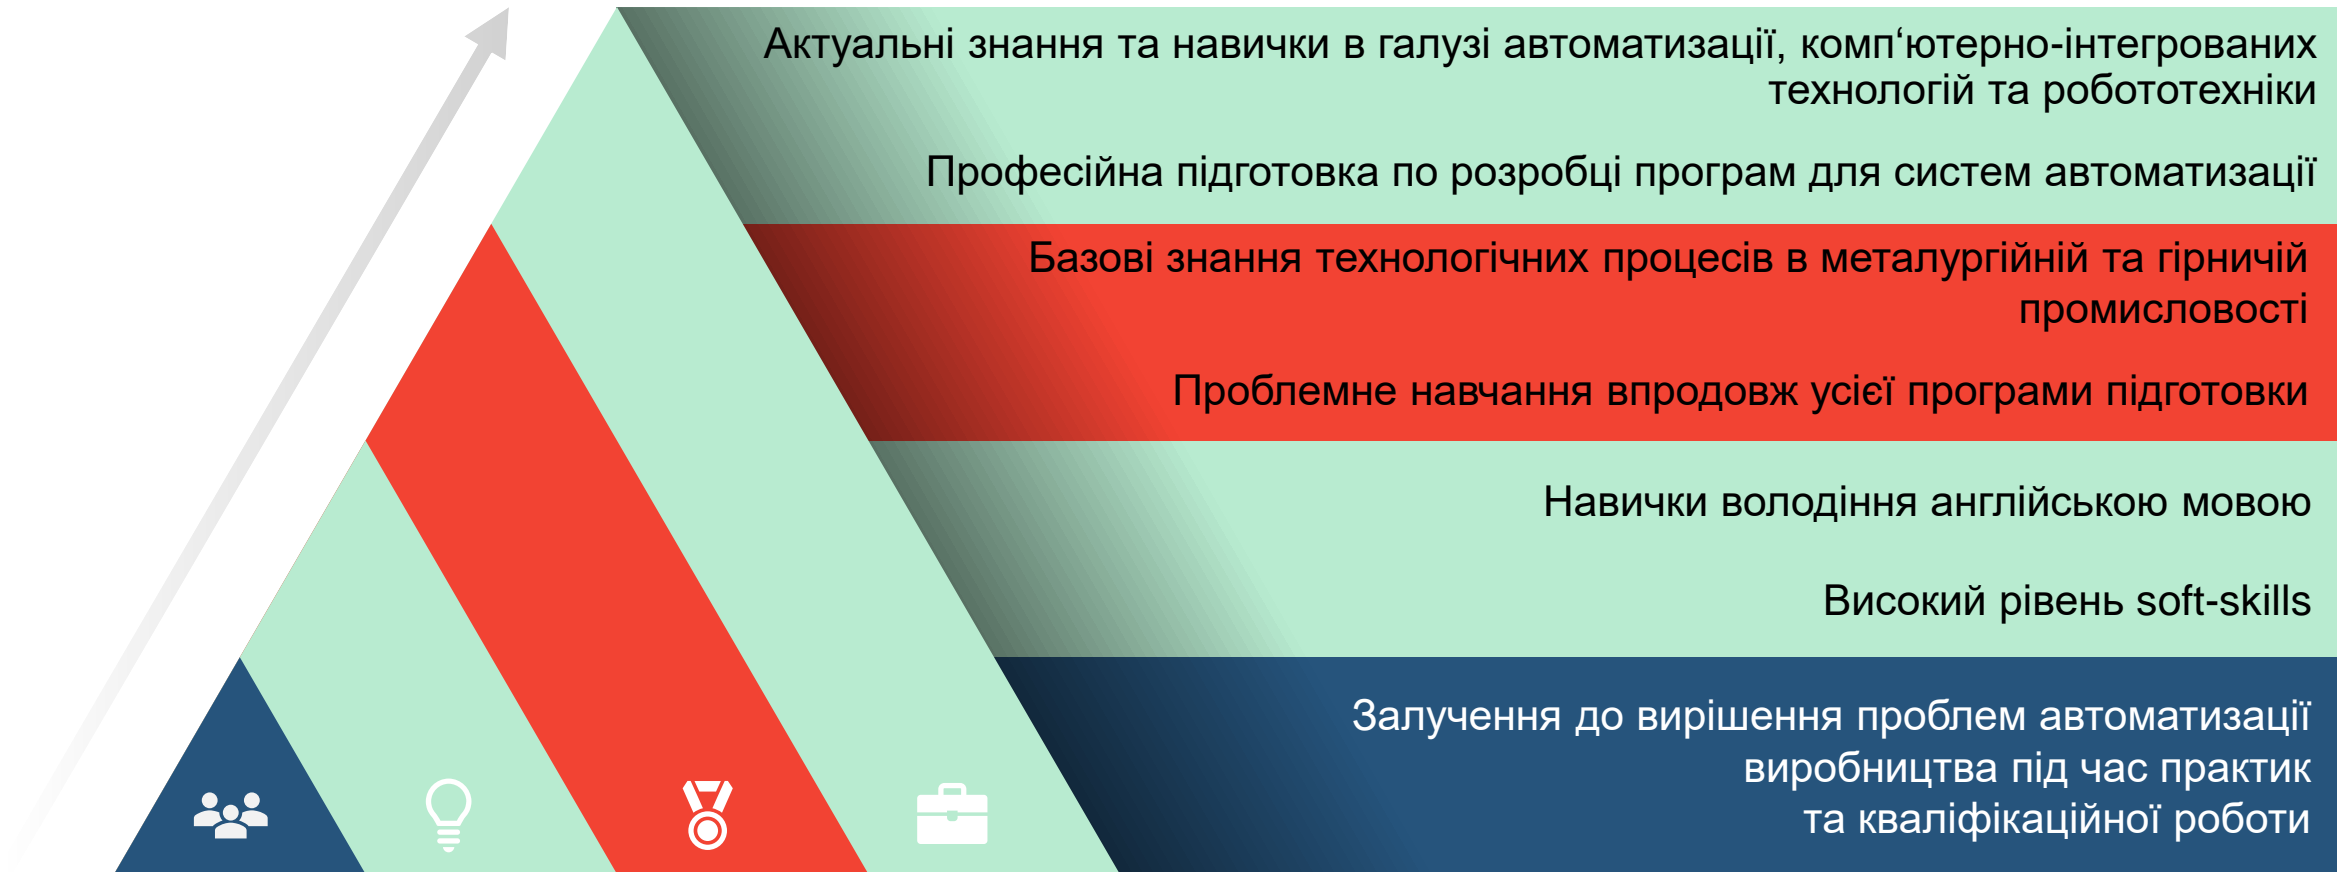 Актуальні знання та навички в галузі автоматизації, комп‘ютерно-інтегрованих
технологій та робототехніки
Професійна підготовка по розробці програм для систем автоматизації
Базові знання технологічних процесів в металургійній та гірничій
промисловості
Проблемне навчання впродовж усієї програми підготовки
Навички володіння англійською мовою
Високий рівень soft-skills
Залучення до вирішення проблем автоматизації
виробництва під час практик
та кваліфікаційної роботи